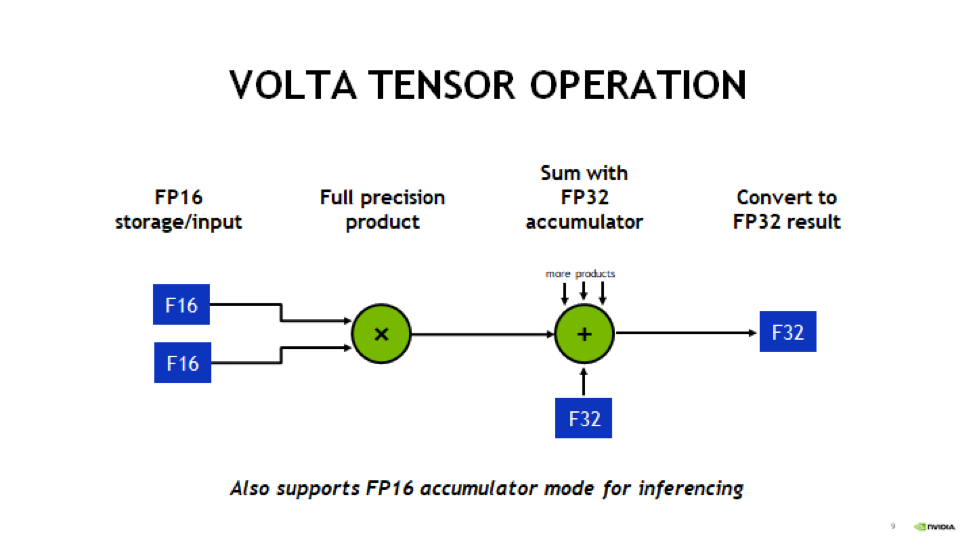 VOLTA TENSOR OPERATION
FP16
storage/input
Full precision
product
Sum with
FP32
accumulator
Convert to
FP32 result
more products
F16
F16
×
+
F32
F32
Also supports FP16 accumulator mode for inferencing
9
NVIDIA.